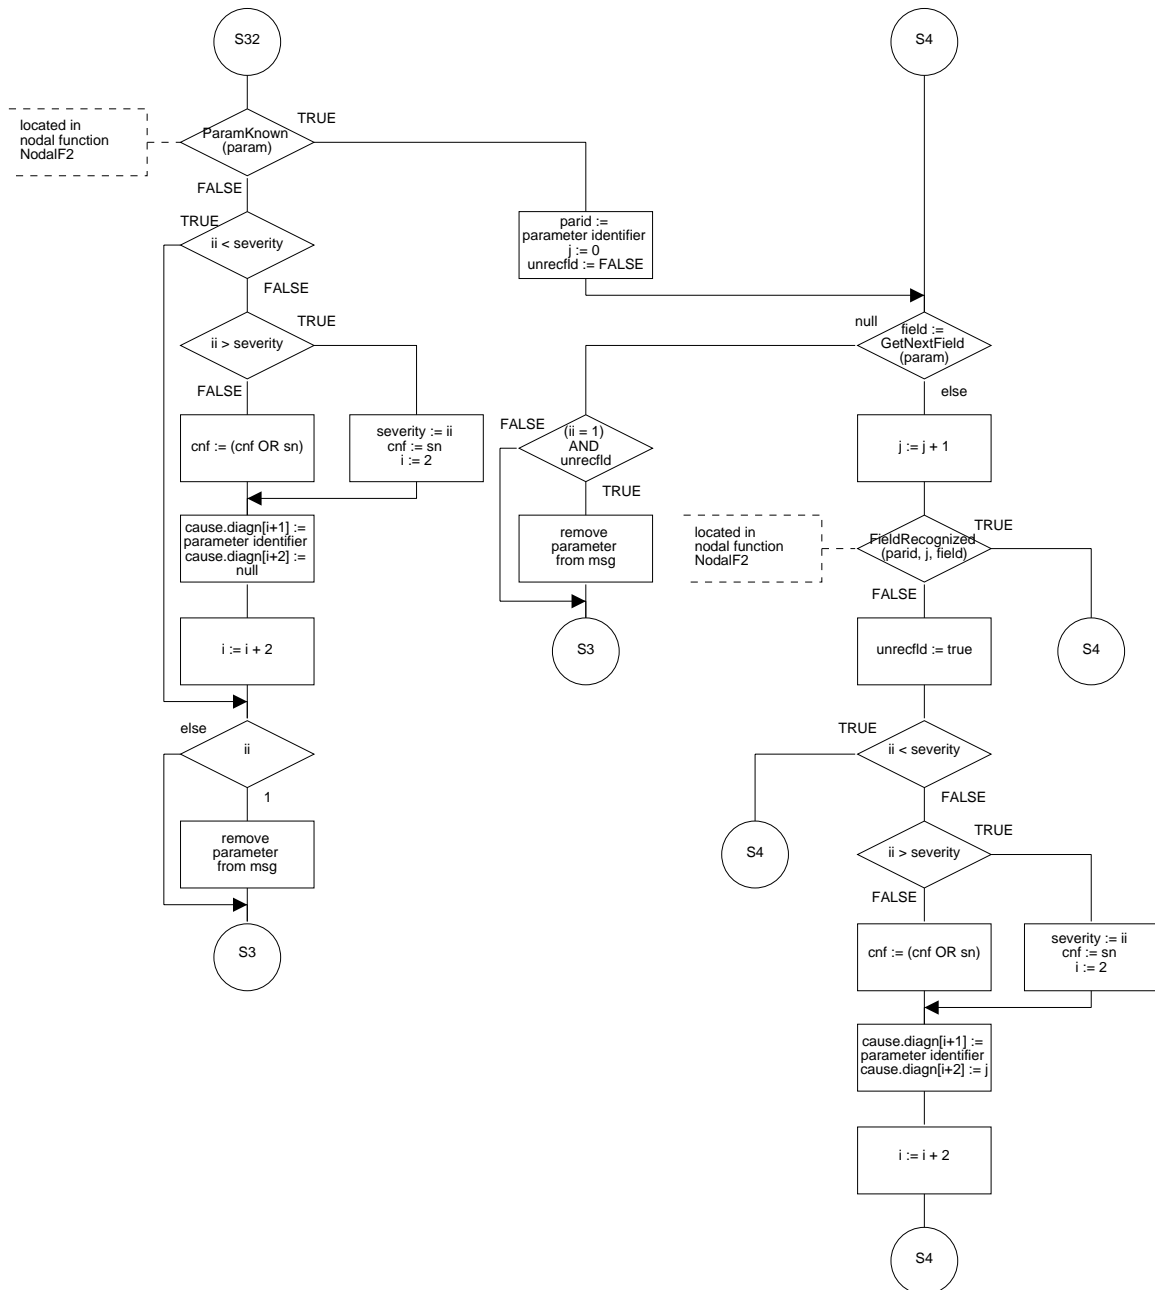 S32
S4
located in
nodal function
NodalF2
ParamKnown
(param)
TRUE
FALSE
TRUE
ii < severity
FALSE
parid :=
parameter identifier
j := 0
unrecfld := FALSE
TRUE
ii > severity
FALSE
null
field :=
GetNextField
(param)
else
cnf := (cnf OR sn)
severity := ii
cnf := sn
i := 2
FALSE
(ii = 1)
AND
unrecfld
TRUE
j := j + 1
cause.diagn[i+1] :=
parameter identifier
cause.diagn[i+2] :=
null
remove
parameter
from msg
located in
nodal function
NodalF2
FieldRecognized
(parid, j, field)
TRUE
FALSE
i := i + 2
S3
unrecfld := true
S4
else
ii
1
TRUE
ii < severity
FALSE
remove
parameter
from msg
S4
ii > severity
TRUE
FALSE
S3
cnf := (cnf OR sn)
severity := ii
cnf := sn
i := 2
cause.diagn[i+1] :=
parameter identifier
cause.diagn[i+2] := j
i := i + 2
S4